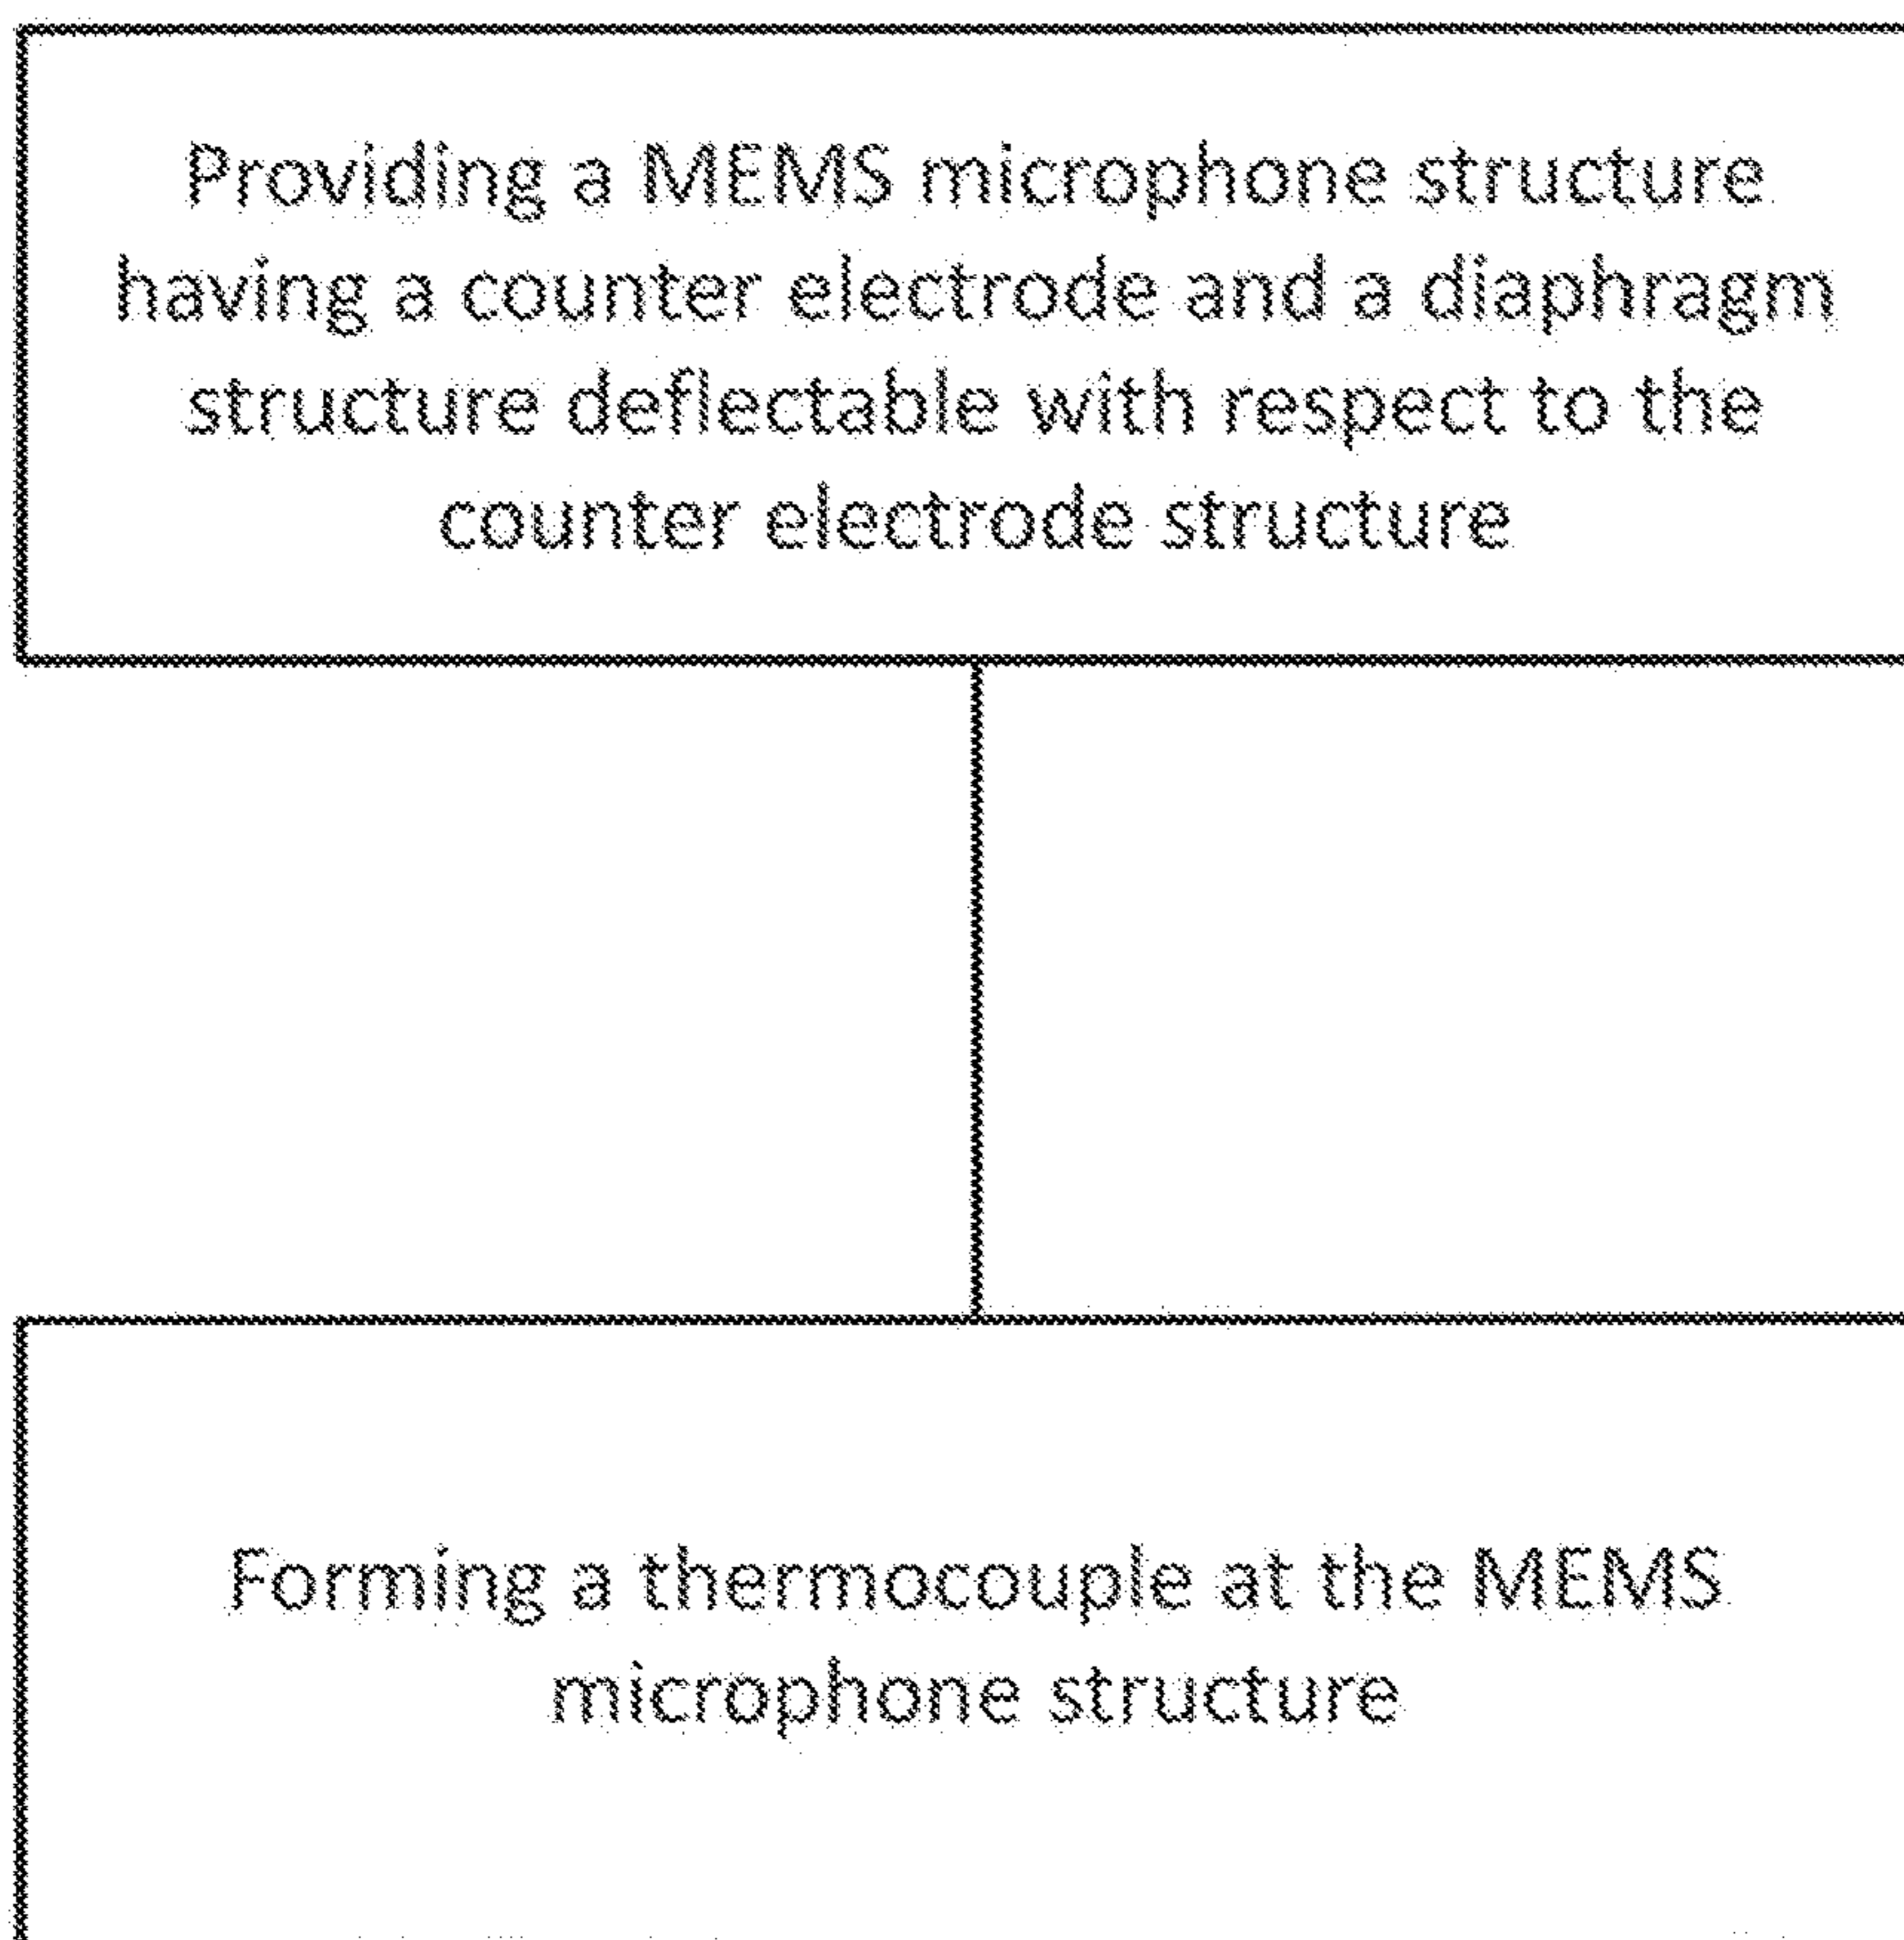 Providing a MEMS microphone structure
having a counter electrode and a diaphragm
structure deflectable with respect to the
counter electrode structure
Forming a thermocouple at the MEMS
microphone structure